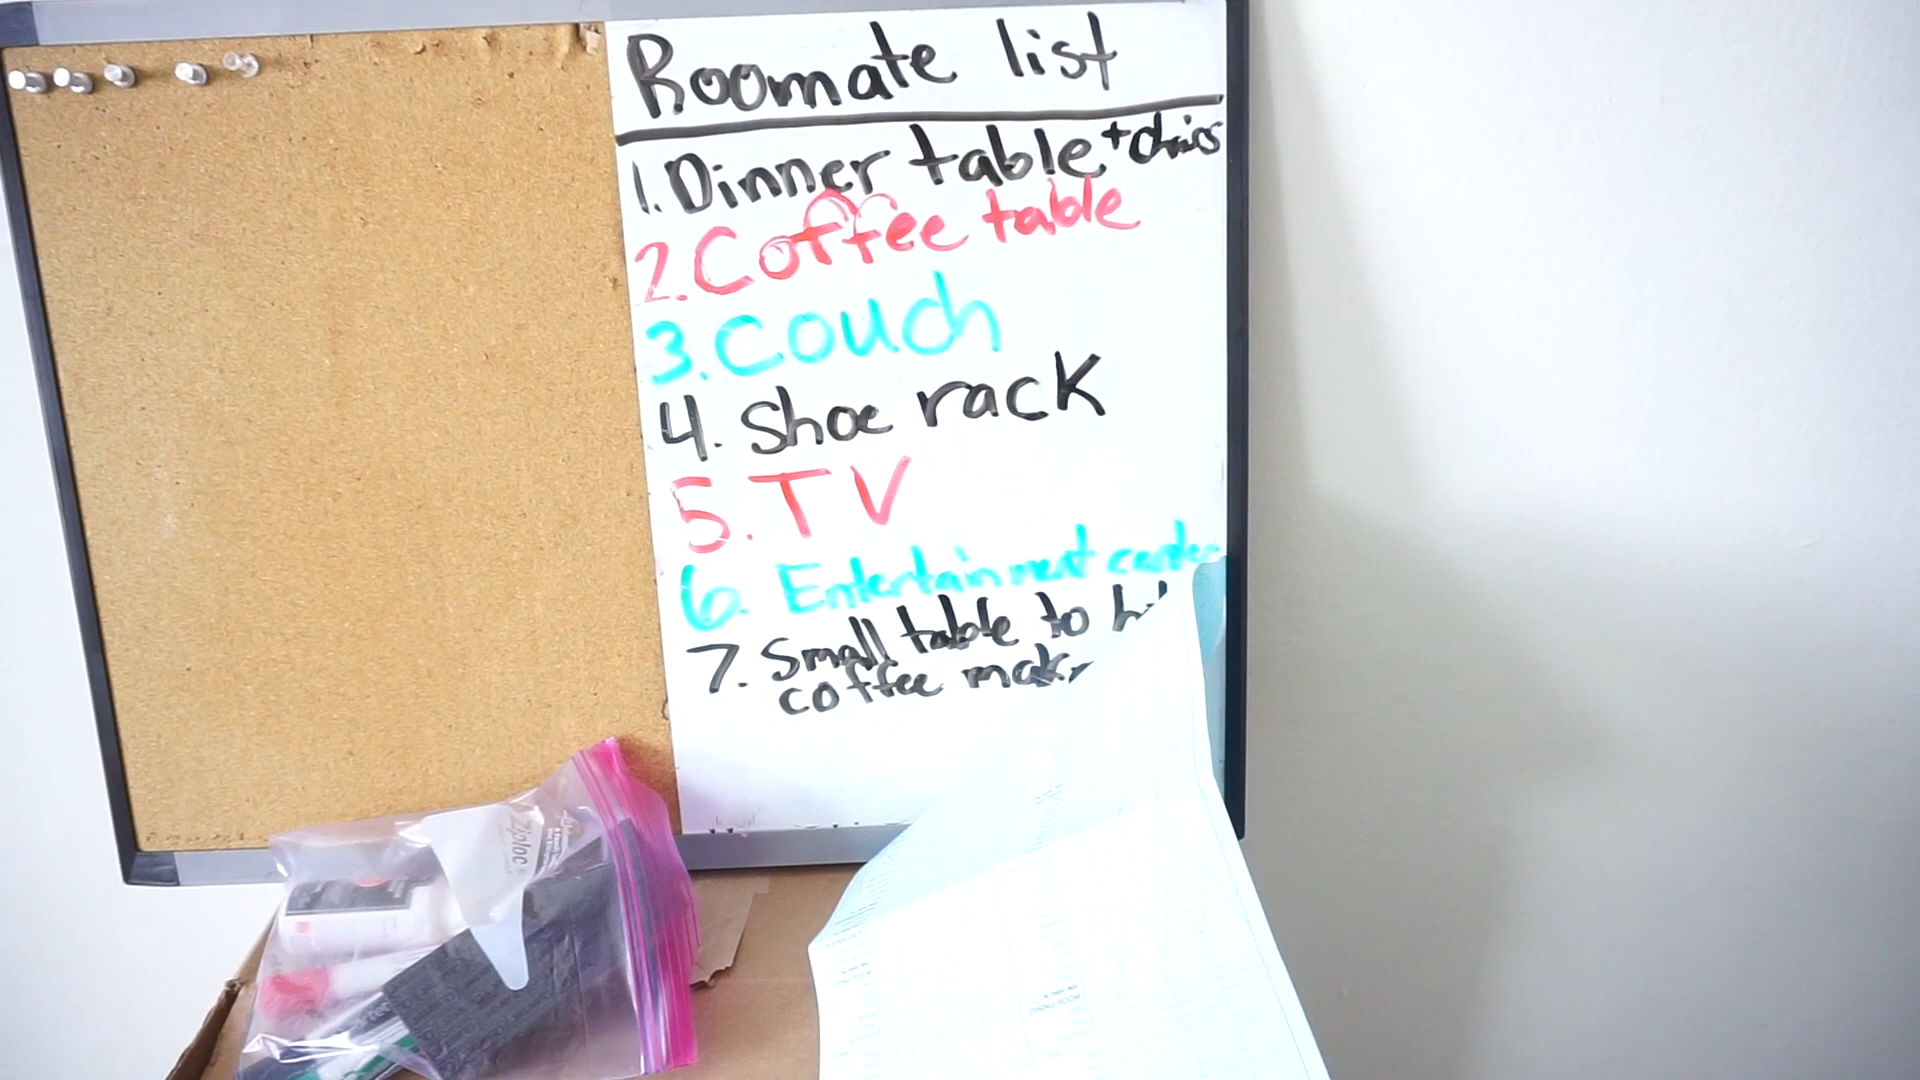 Roomate list
1. Dinner table + chairs
2. Coffee table
3. Couch
4. Shoe rack
5. TV
6. Entertainment center
7. Small table to
coffee
Ziploc